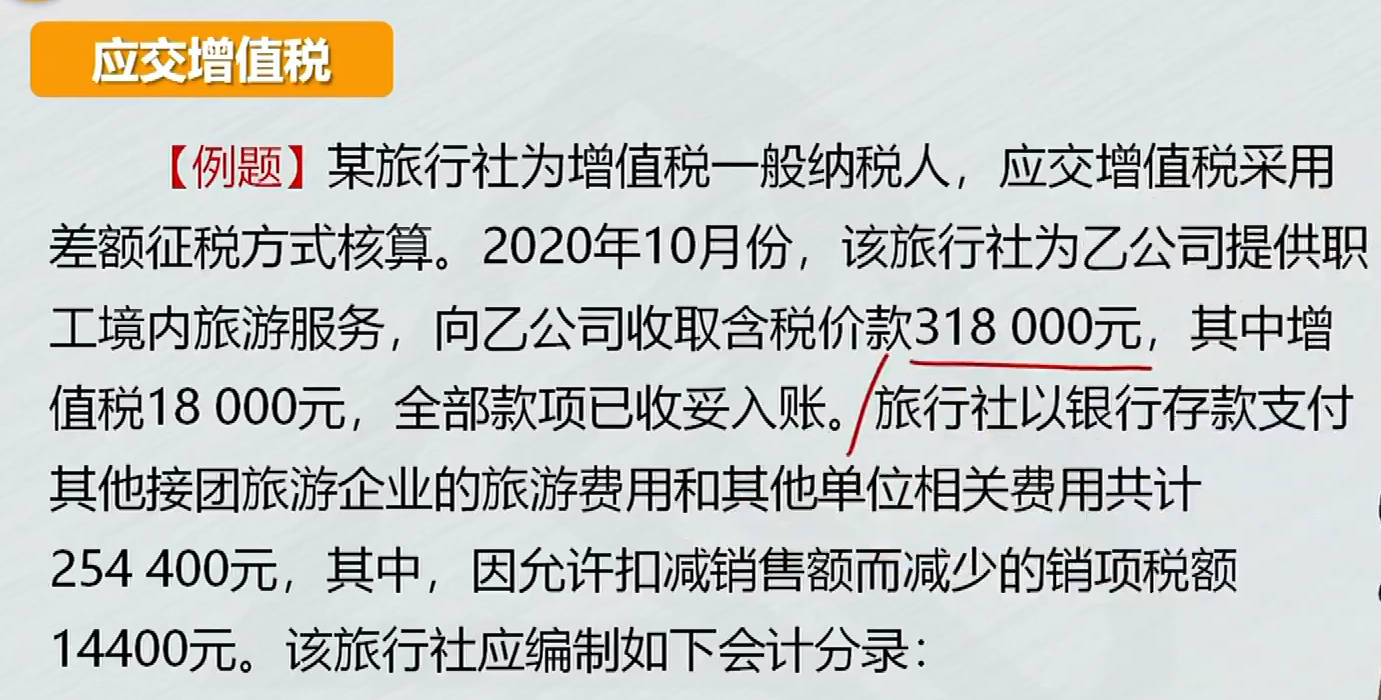 应交增值税
【例题】某旅行社为增值税一般纳税人，应交增值税采用
差额征税方式核算。2020年10月份，该旅行社为乙公司提供职
工境内旅游服务，向乙公司收取含税价款318 000元，其中增
值税18 000元，全部款项已收妥入账。旅行社以银行存款支付
其他接团旅游企业的旅游费用和其他单位相关费用共计
254 400元，其中，因允许扣减销售额而减少的销项税额
14400元。该旅行社应编制如下会计分录：